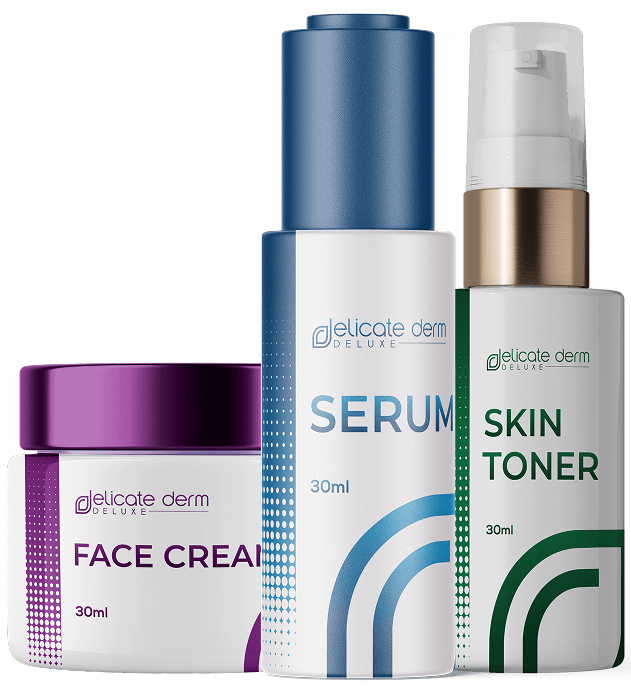 delicate derm
DELUXE
FACE CREAM
30ml
delicate derm
DELUXE
SERUM
30ml
delicate derm
DELUXE
SKIN
TONER
30ml